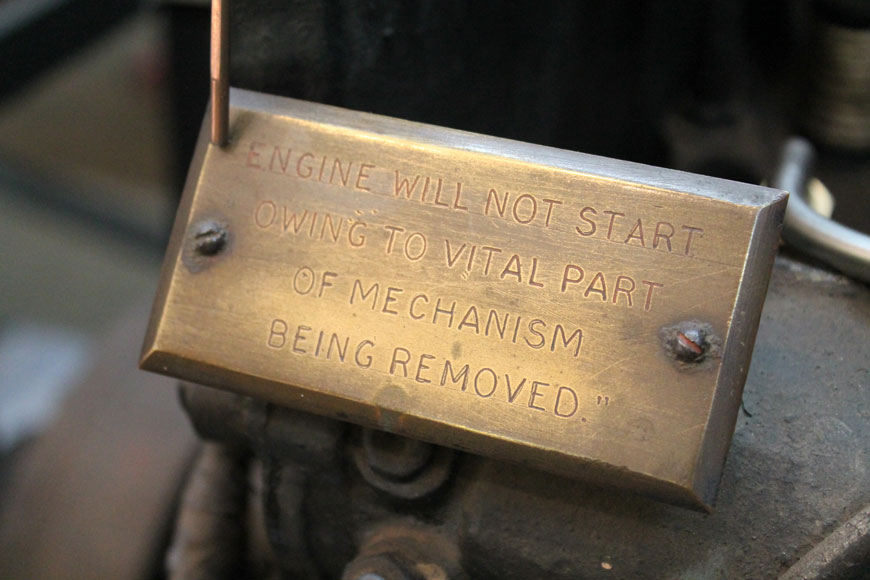 ENGINE WILL NOT START
OWING TO VITAL PART
OF MECHANISM
BEING REMOVED."